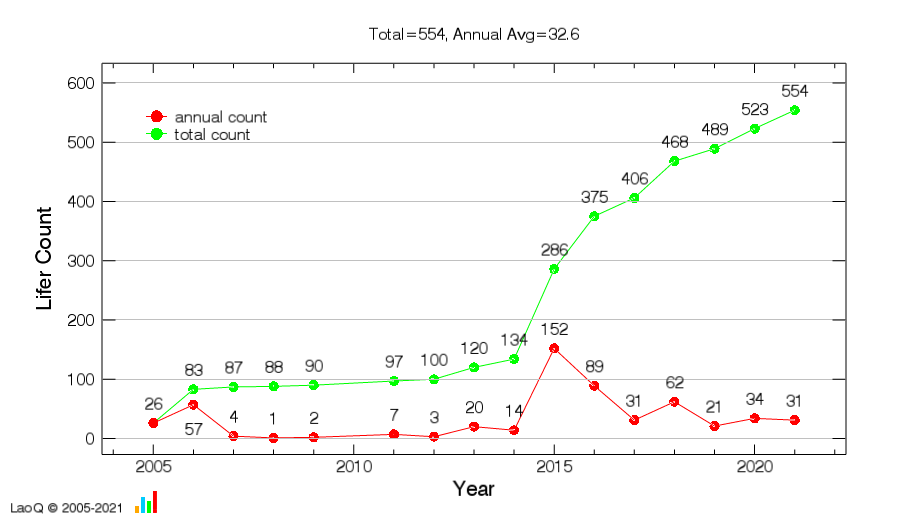 Total=554, Annual Avg=32.6
600
500
400
300
200
100
0
Lifer Count
annual count
total count
26 83 87 88 90 97 100 120 134 286 375 406 468 489 523 554
57 4 1 2 7 3 20 14 152 89 31 62 21 34 31
2005 2010 2015 2020
Year
LaoQ © 2005-2021